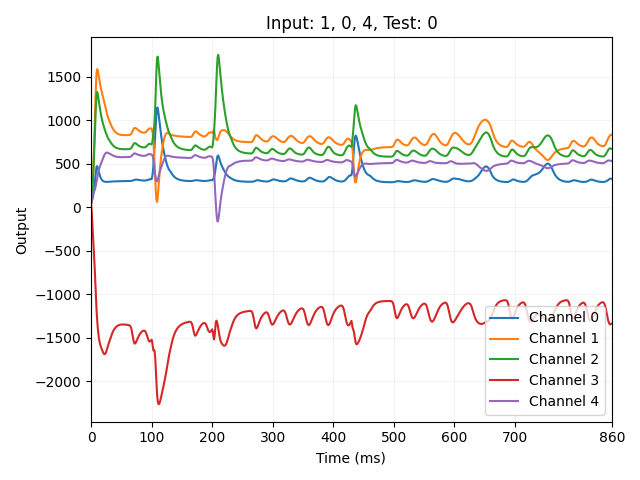 Input: 1, 0, 4, Test: 0
Output
1500
1000
500
0
−500
−1000
−1500
−2000
Channel 0
Channel 1
Channel 2
Channel 3
Channel 4
0 100 200 300 400 500 600 700 860
Time (ms)